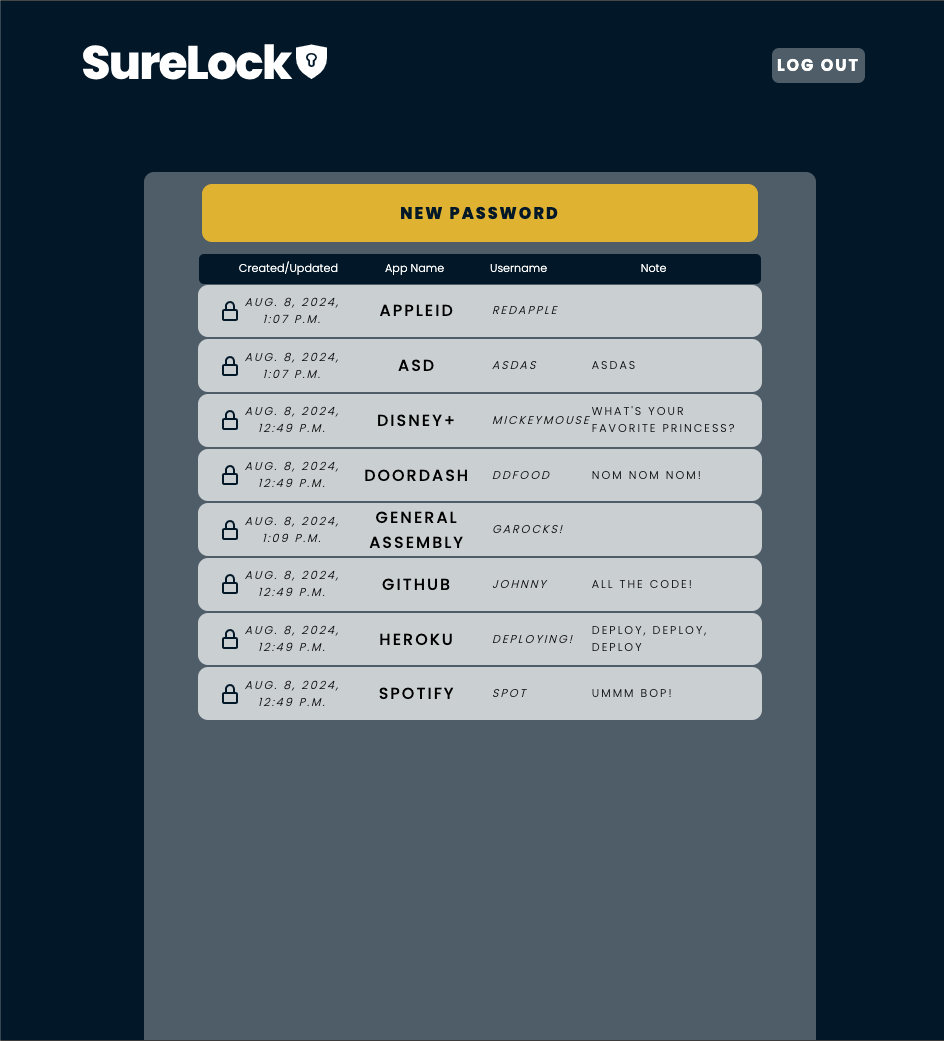 SureLock
LOG OUT
NEW PASSWORD
Created/Updated App Name Username Note
AUG. 8, 2024,
1:07 P.M.
APPLEID
REDAPPLE
AUG. 8, 2024,
1:07 P.M.
ASD
ASDAS
ASDAS
AUG. 8, 2024,
12:49 P.M.
DISNEY+
MICKEYMOUSE
WHAT'S YOUR
FAVORITE PRINCESS?
AUG. 8, 2024,
12:49 P.M.
DOORDASH
DDFOOD
NOM NOM NOM!
AUG. 8, 2024,
1:09 P.M.
GENERAL
ASSEMBLY
GAROCKS!
AUG. 8, 2024,
12:49 P.M.
GITHUB
JOHNNY
ALL THE CODE!
AUG. 8, 2024,
12:49 P.M.
HEROKU
DEPLOYING!
DEPLOY, DEPLOY,
DEPLOY
AUG. 8, 2024,
12:49 P.M.
SPOTIFY
SPOT
UMMM BOP!